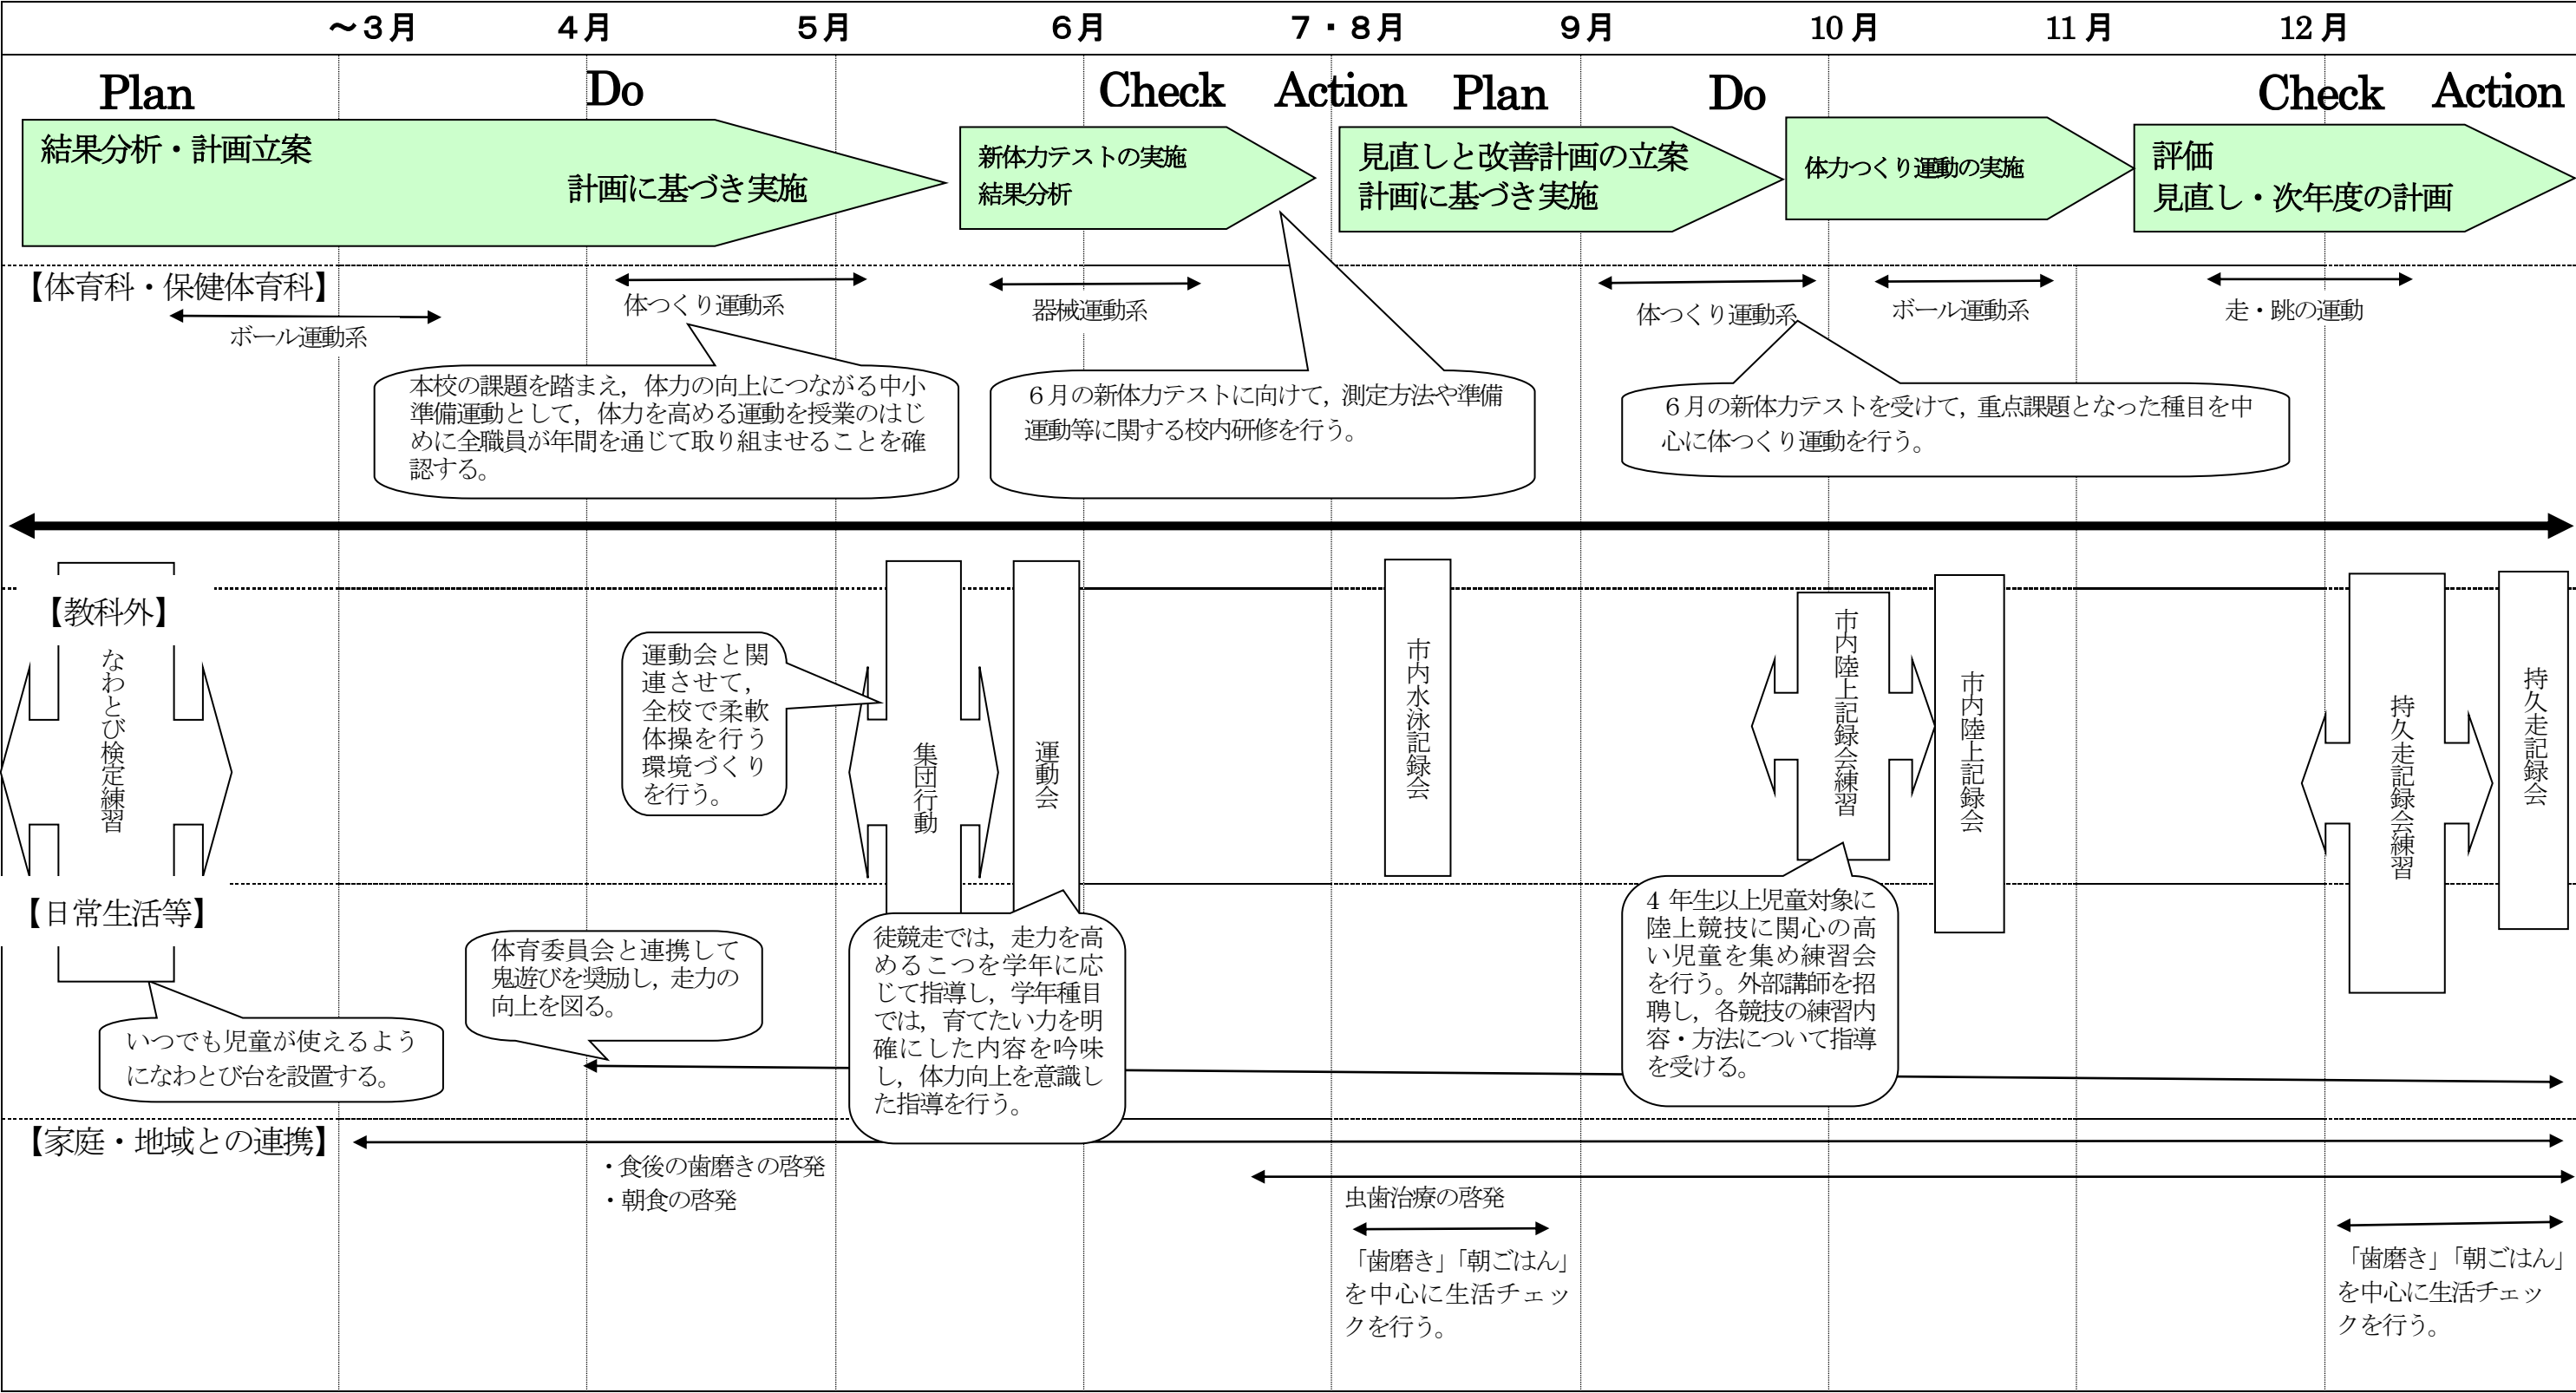 ～３月 ４月 ５月 ６月 ７・８月 ９月 10 月 11 月 12 月
Plan Do Check Action Plan Do Check Action
結果分析・計画立案
計画に基づき実施
新体力テストの実施
結果分析
見直しと改善計画の立案
計画に基づき実施
体力つくり運動の実施
評価
見直し・次年度の計画
【体育科・保健体育科】
ボール運動系
体つくり運動系
器械運動系
体つくり運動系
ボール運動系
走・跳の運動
本校の課題を踏まえ，体力の向上につながる中小
準備運動として，体力を高める運動を授業のはじ
めに全職員が年間を通じて取り組ませることを確
認する。
６月の新体力テストに向けて，測定方法や準備
運動等に関する校内研修を行う。
６月の新体力テストを受けて，重点課題となった種目を中
心に体つくり運動を行う。
【教科外】
なわとび検定練習
運動会と関
連させて，
全校で柔軟
体操を行う
環境づくり
を行う。
集団行動
運動会
市内水泳記録会
市内陸上記録会練習
市内陸上記録会
持久走記録会練習
持久走記録会
【日常生活等】
いつでも児童が使えるよう
になわとび台を設置する。
体育委員会と連携して
鬼遊びを奨励し，走力の
向上を図る。
徒競走では，走力を高
めるこつを学年に応
じて指導し，学年種目
では，育てたい力を明
確にした内容を吟味
し，体力向上を意識し
た指導を行う。
4 年生以上児童対象に
陸上競技に関心の高
い児童を集め練習会
を行う。外部講師を招
聘し，各競技の練習内
容・方法について指導
を受ける。
【家庭・地域との連携】
・食後の歯磨きの啓発
・朝食の啓発
虫歯治療の啓発
「歯磨き」「朝ごはん」
を中心に生活チェッ
クを行う。
「歯磨き」「朝ごはん」
を中心に生活チェッ
クを行う。